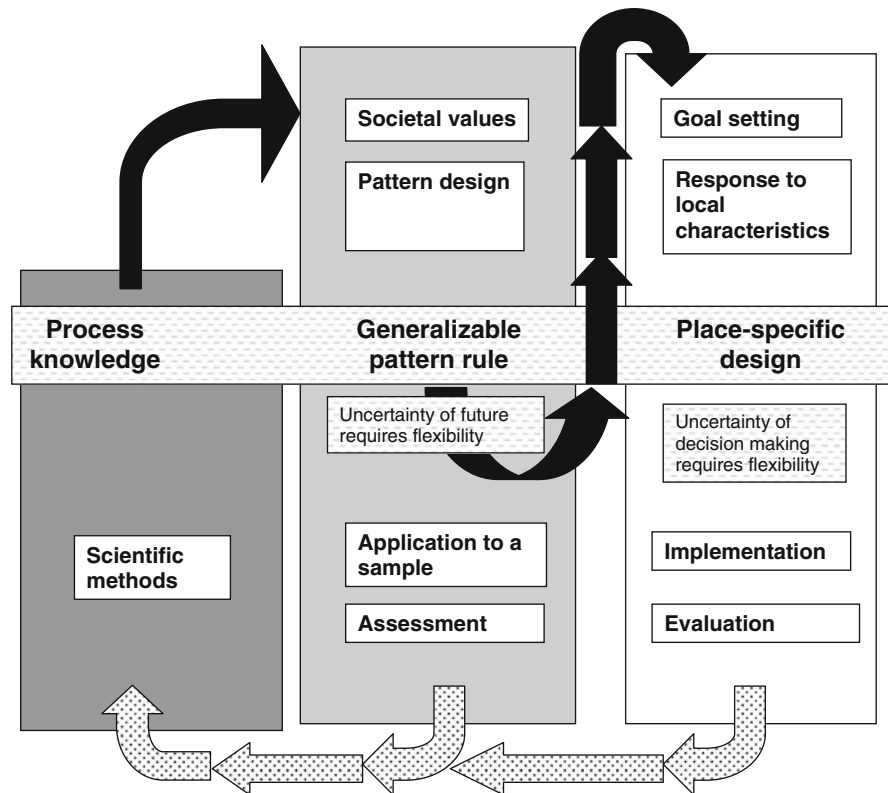 Societal values
Pattern design
Goal setting
Response to
local
characteristics
Process
knowledge
Generalizable
pattern rule
Place-specific
design
Uncertainty of future
requires flexibility
Uncertainty of
decision making
requires flexibility
Scientific
methods
Application to a
sample
Assessment
Implementation
Evaluation